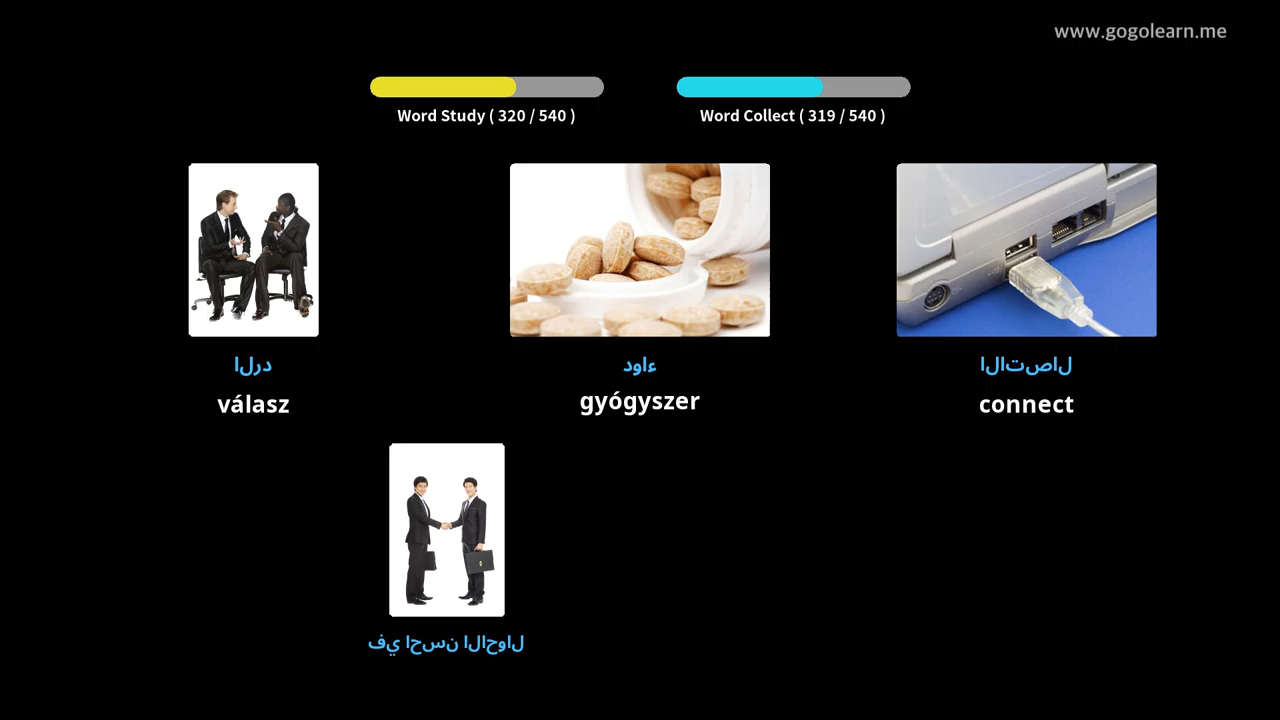 www.gogolearn.me
Word Study ( 320 / 540 )
Word Collect ( 319 / 540 )
الرد
válasz
دواء
gyógyszer
الاتصال
connect
في احسن الاحوال